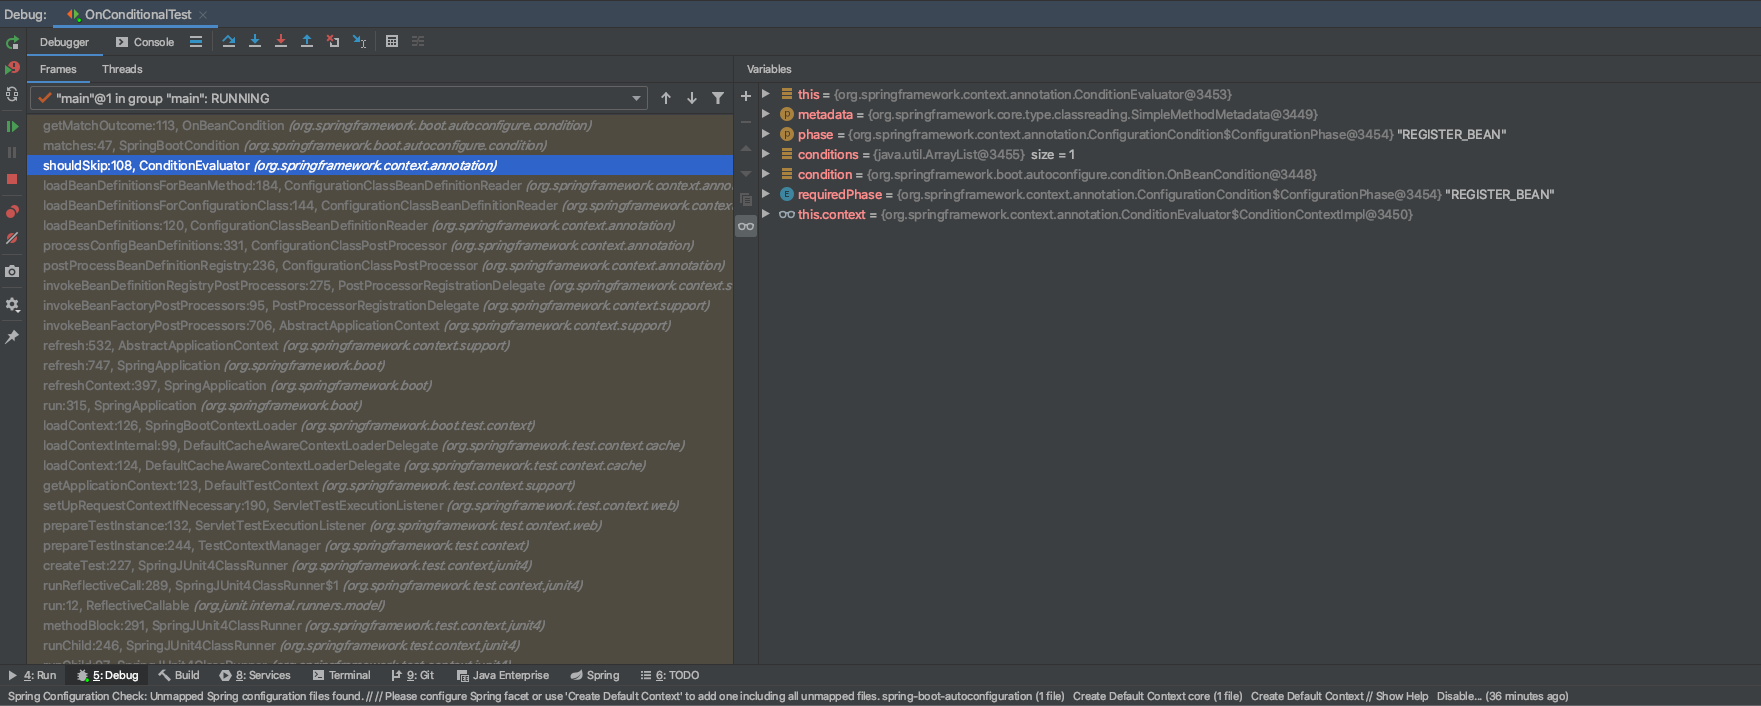 Debug: OnConditionalTest
Debugger Console
Frames Threads
Variables
"main"@1 in group "main": RUNNING
getMatchOutcome:113, OnBeanCondition (org.springframework.boot.autoconfigure.condition)
matches:47, SpringBootCondition (org.springframework.boot.autoconfigure.condition)
shouldSkip:108, ConditionEvaluator (org.springframework.context.annotation)
loadBeanDefinitionsForBeanMethod:184, ConfigurationClassBeanDefinitionReader (org.springframework.context.anno
loadBeanDefinitionsForConfigurationClass:144, ConfigurationClassBeanDefinitionReader (org.springframework.context
loadBeanDefinitions:120, ConfigurationClassBeanDefinitionReader (org.springframework.context.annotation)
processConfigBeanDefinitions:331, ConfigurationClassPostProcessor (org.springframework.context.annotation)
postProcessBeanDefinitionRegistry:236, ConfigurationClassPostProcessor (org.springframework.context.annotation)
invokeBeanDefinitionRegistryPostProcessors:275, PostProcessorRegistrationDelegate (org.springframework.context.s
invokeBeanFactoryPostProcessors:95, PostProcessorRegistrationDelegate (org.springframework.context.support)
invokeBeanFactoryPostProcessors:706, AbstractApplicationContext (org.springframework.context.support)
refresh:532, AbstractApplicationContext (org.springframework.context.support)
refresh:747, SpringApplication (org.springframework.boot)
refreshContext:397, SpringApplication (org.springframework.boot)
run:315, SpringApplication (org.springframework.boot)
loadContext:126, SpringBootContextLoader (org.springframework.boot.test.context)
loadContextInternal:99, DefaultCacheAwareContextLoaderDelegate (org.springframework.test.context.cache)
loadContext:124, DefaultCacheAwareContextLoaderDelegate (org.springframework.test.context.cache)
getApplicationContext:123, DefaultTestContext (org.springframework.test.context.support)
setUpRequestContextIfNecessary:190, ServletTestExecutionListener (org.springframework.test.context.web)
prepareTestInstance:132, ServletTestExecutionListener (org.springframework.test.context.web)
prepareTestInstance:244, TestContextManager (org.springframework.test.context)
createTest:227, SpringJUnit4ClassRunner (org.springframework.test.context.junit4)
runReflectiveCall:289, SpringJUnit4ClassRunner$1 (org.springframework.test.context.junit4)
run:12, ReflectiveCallable (org.junit.internal.runners.model)
methodBlock:291, SpringJUnit4ClassRunner (org.springframework.test.context.junit4)
runChild:246, SpringJUnit4ClassRunner (org.springframework.test.context.junit4)
runChild:97, SpringJUnit4ClassRunner (org.springframework.test.context.junit4)
this = {org.springframework.context.annotation.ConditionEvaluator@3453}
metadata = {org.springframework.core.type.classreading.SimpleMethodMetadata@3449}
phase = {org.springframework.context.annotation.ConfigurationCondition$ConfigurationPhase@3454} "REGISTER_BEAN"
conditions = {java.util.ArrayList@3455} size = 1
condition = {org.springframework.boot.autoconfigure.condition.OnBeanCondition@3448}
requiredPhase = {org.springframework.context.annotation.ConfigurationCondition$ConfigurationPhase@3454} "REGISTER_BEAN"
this.context = {org.springframework.context.annotation.ConditionEvaluator$ConditionContextImpl@3450}
4: Run 5: Debug Build 8: Services Terminal 9: Git Java Enterprise Spring 6: TODO
Spring Configuration Check: Unmapped Spring configuration files found. // // Please configure Spring facet or use 'Create Default Context' to add one including all unmapped files. spring-boot-autoconfiguration (1 file) Create Default Context core (1 file) Create Default Context // Show Help Disable... (36 minutes ago)